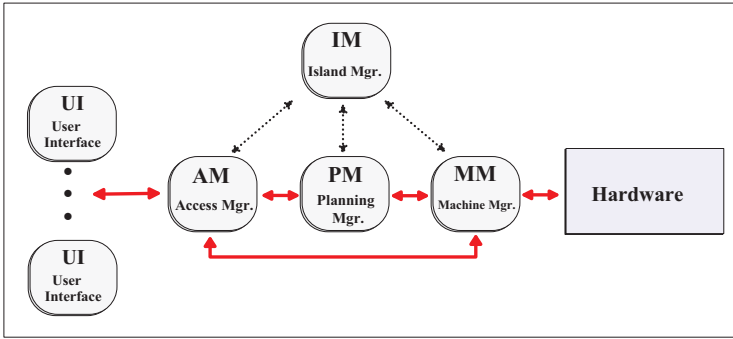 IM
Island Mgr.
UI
User
Interface
AM
Access Mgr.
PM
Planning
Mgr.
MM
Machine Mgr.
Hardware
UI
User
Interface